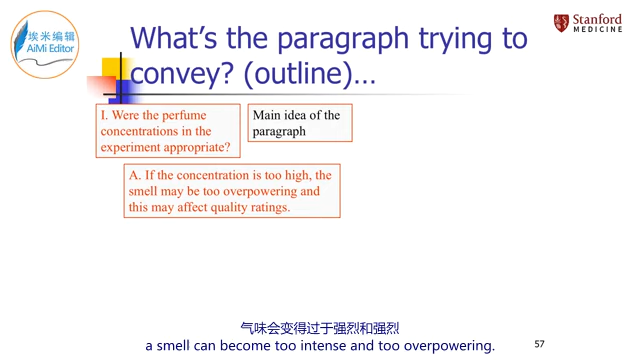 埃米编辑
AiMi Editor
Stanford
MEDICINE
What's the paragraph trying to
convey? (outline)…
I. Were the perfume
concentrations in the
experiment appropriate?
Main idea of the
paragraph
A. If the concentration is too high, the
smell may be too overpowering and
this may affect quality ratings.
气味会变得过于强烈和强烈
a smell can become too intense and too overpowering.
57